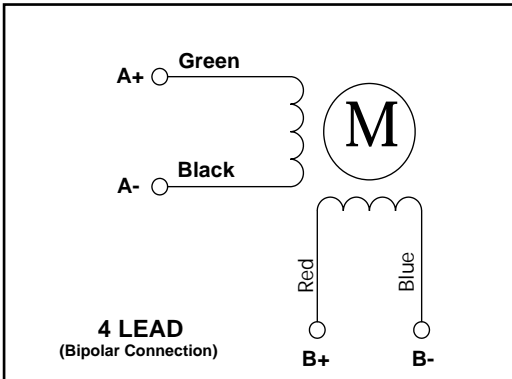 A+ Green
M
A- Black
Red Blue
4 LEAD
(Bipolar Connection)
B+ B-